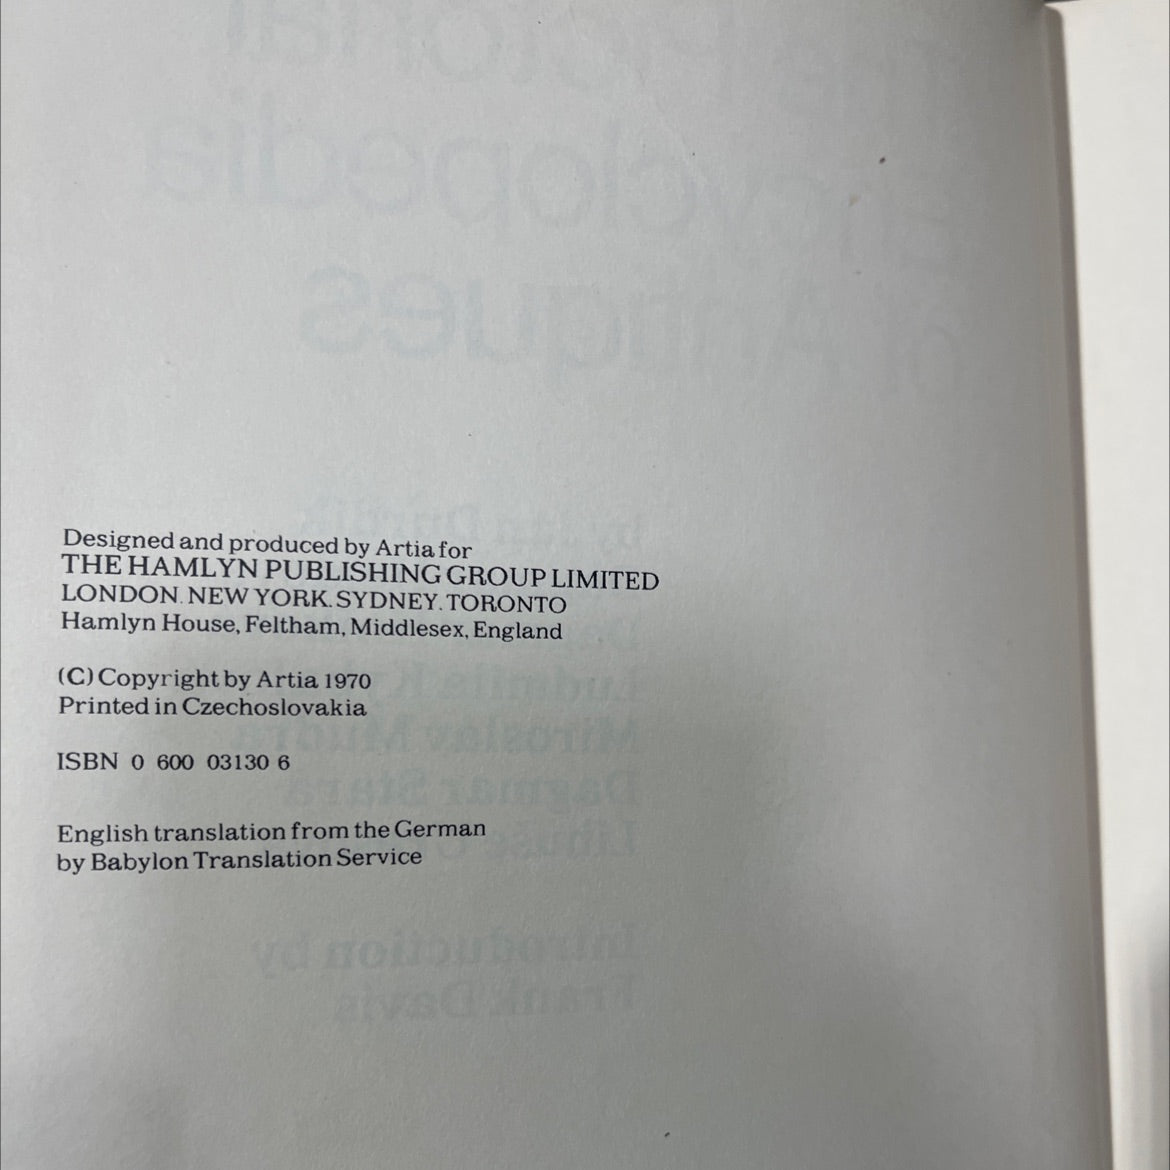 Designed and produced by Artia for
THE HAMLYN PUBLISHING GROUP LIMITED
LONDON. NEW YORK. SYDNEY. TORONTO
Hamlyn House, Feltham, Middlesex, England
(C) Copyright by Artia 1970
Printed in Czechoslovakia
ISBN 0 600 03130 6
English translation from the German
by Babylon Translation Service